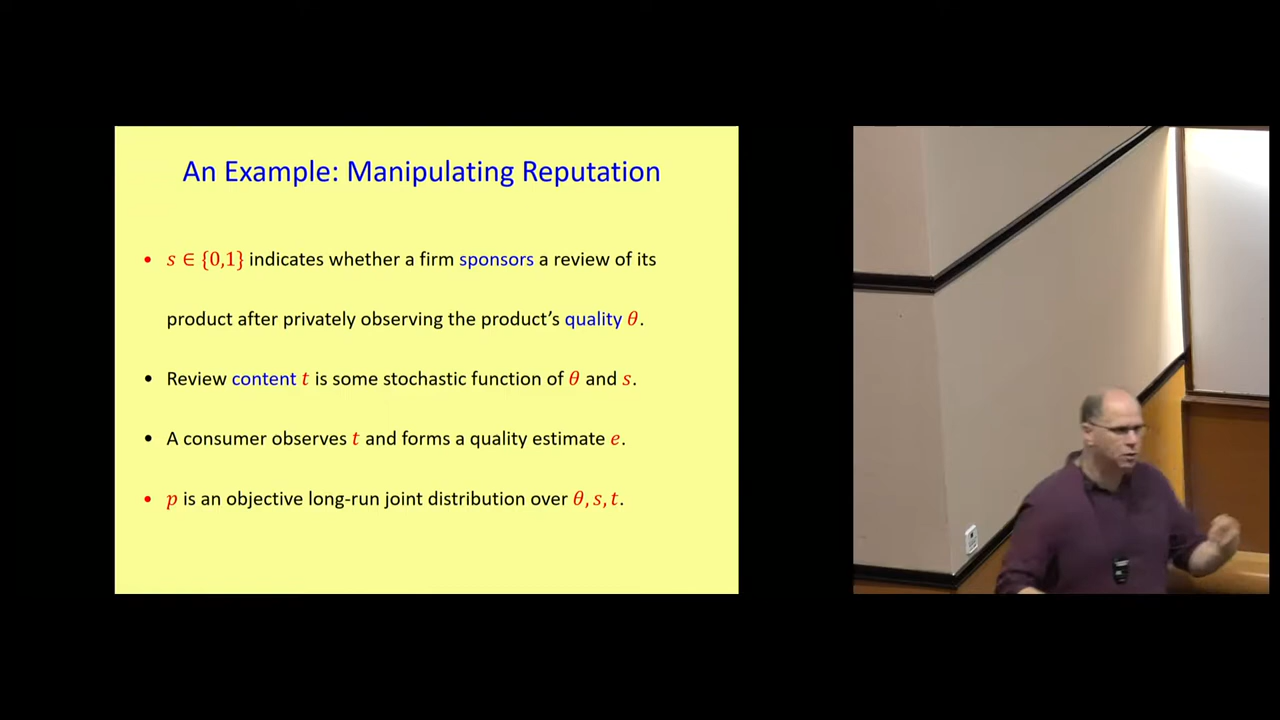 An Example: Manipulating Reputation
• s ∈ {0,1} indicates whether a firm sponsors a review of its
product after privately observing the product's quality θ.
• Review content t is some stochastic function of θ and s.
• A consumer observes t and forms a quality estimate e.
• p is an objective long-run joint distribution over θ, s, t.